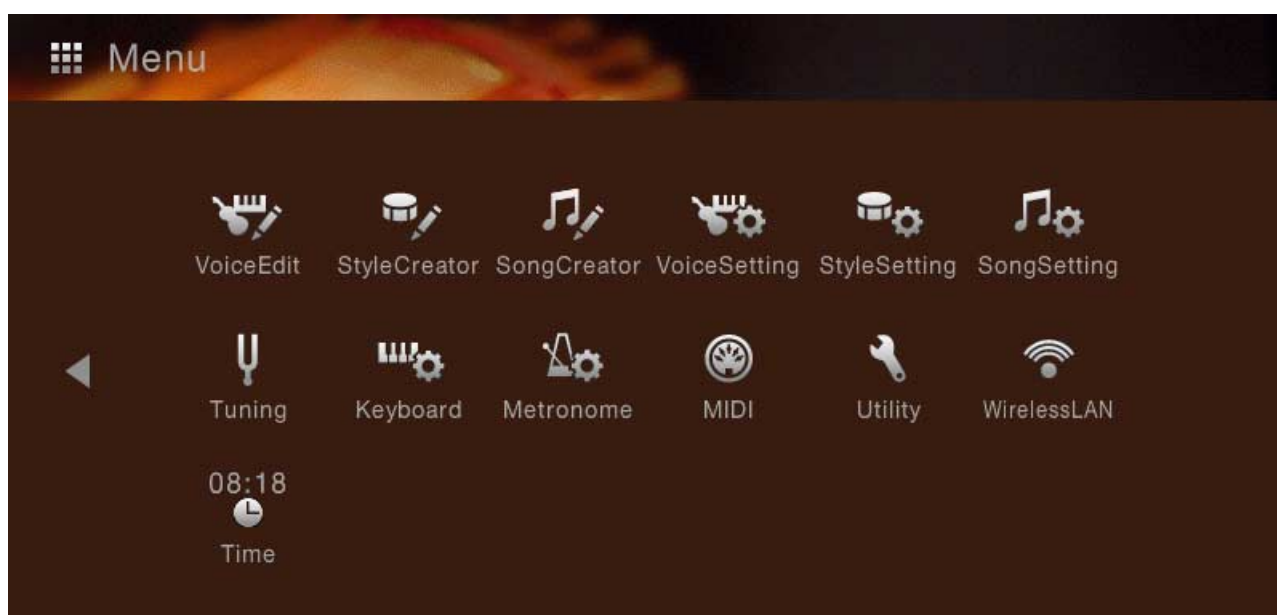 Menu
VoiceEdit StyleCreator SongCreator VoiceSetting StyleSetting SongSetting
Tuning Keyboard Metronome MIDI Utility WirelessLAN
08:18
Time